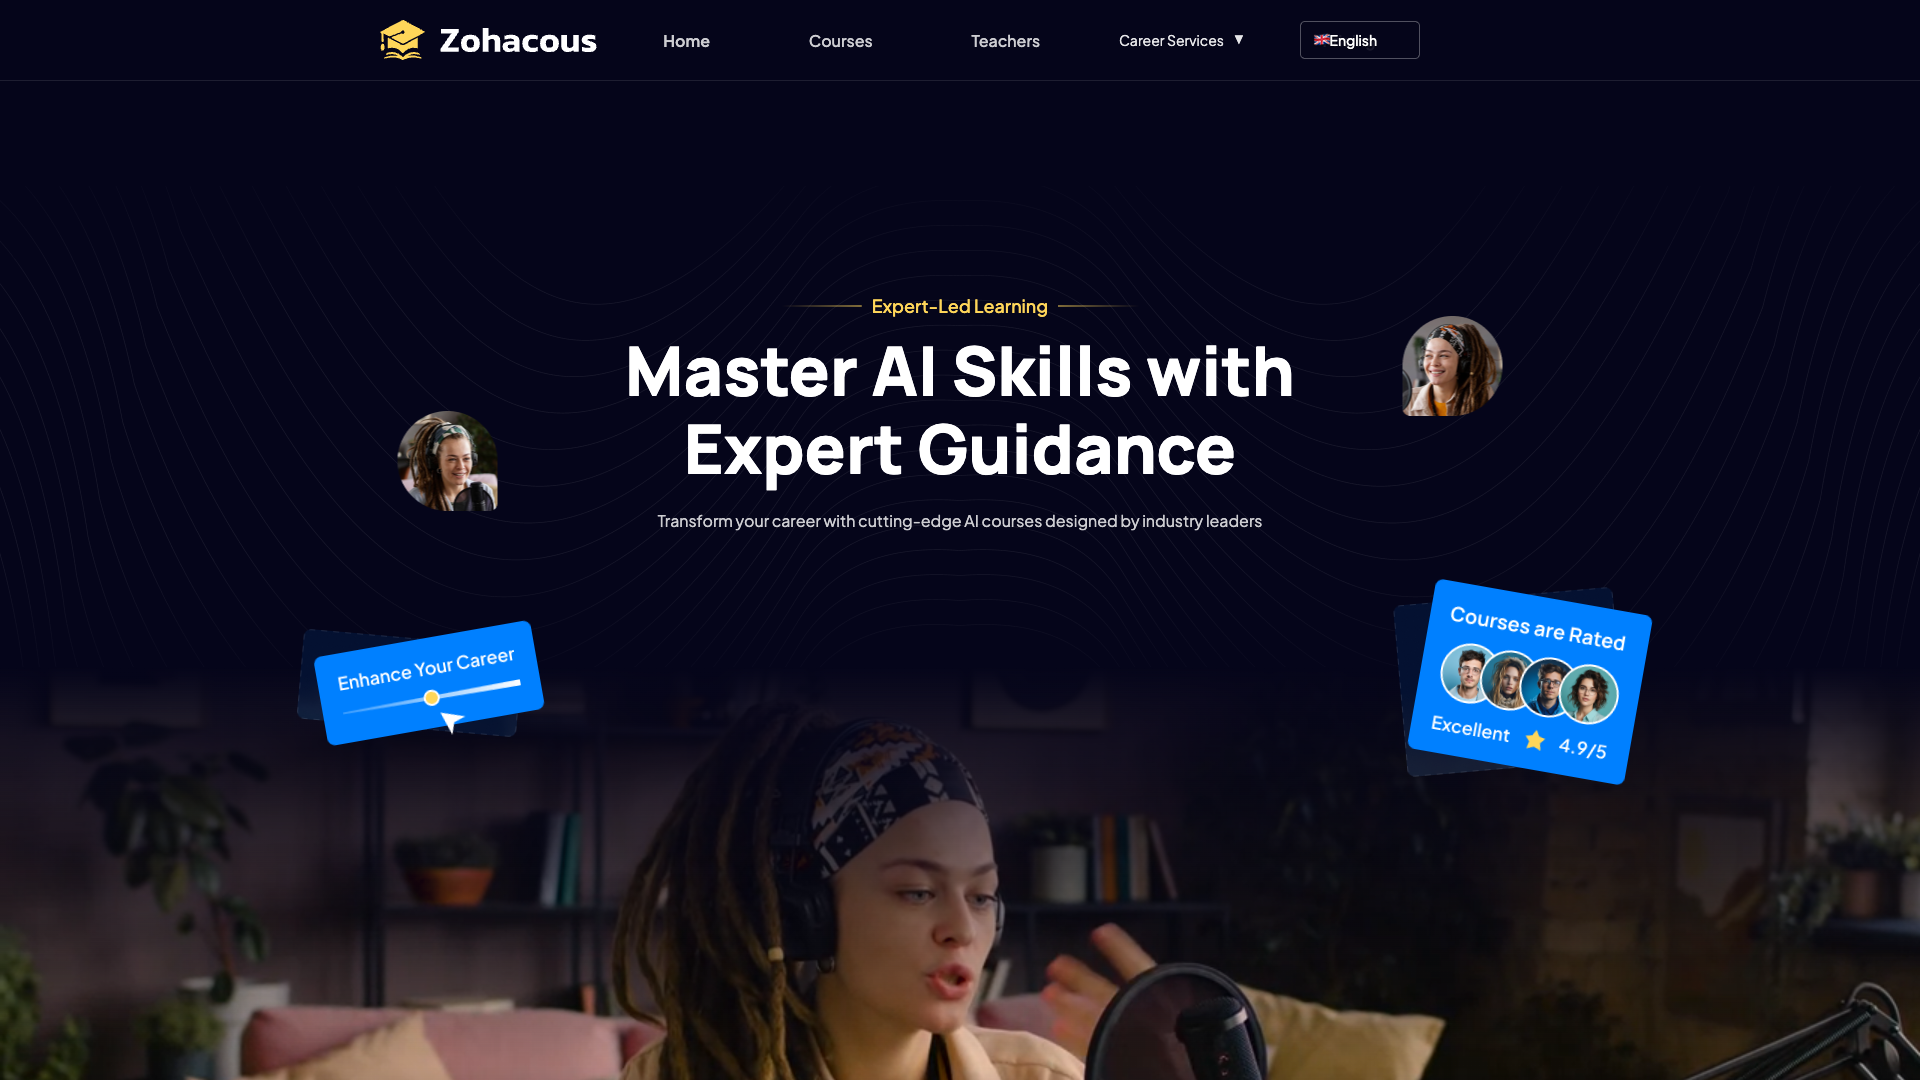 Zohacous
Home
Courses
Teachers
Career Services ▼
English
Expert-Led Learning
Master AI Skills with
Expert Guidance
Transform your career with cutting-edge AI courses designed by industry leaders
Enhance Your Career
Courses are Rated
Excellent 4.9/5